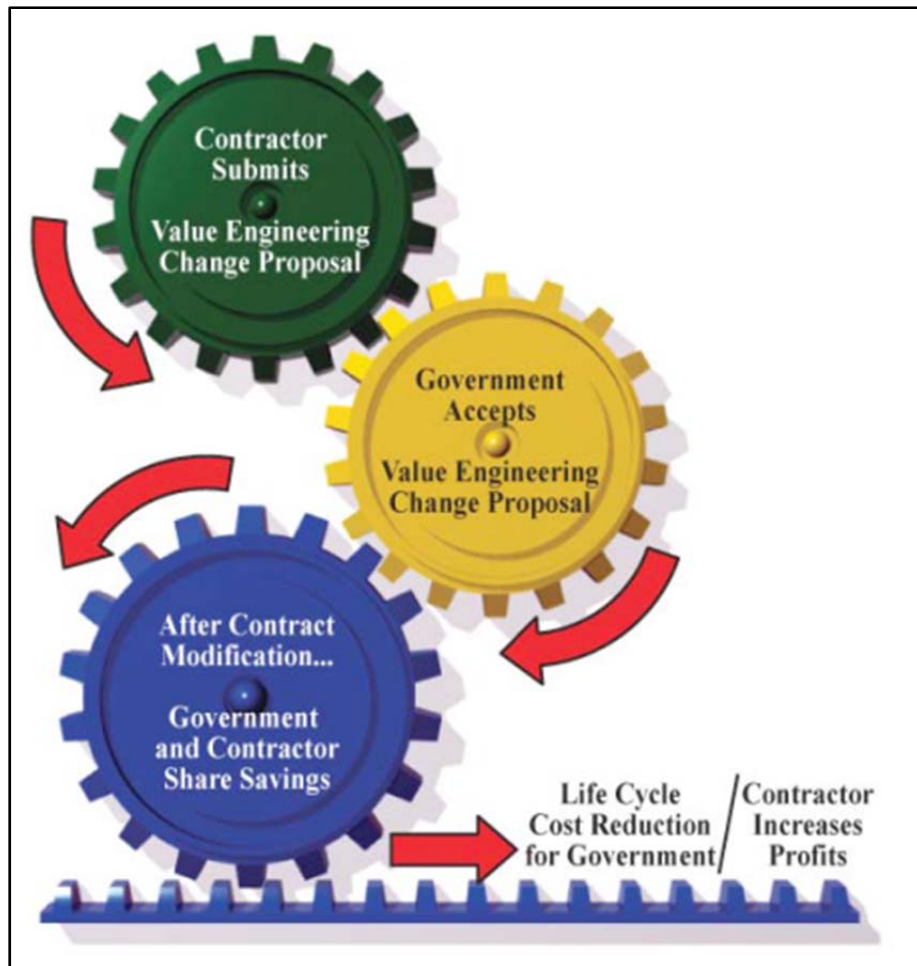 Contractor
Submits
Value Engineering
Change Proposal
Government
Accepts
Value Engineering
Change Proposal
After Contract
Modification...
Government
and Contractor
Share Savings
Life Cycle
Cost Reduction
for Government
/
Contractor
Increases
Profits